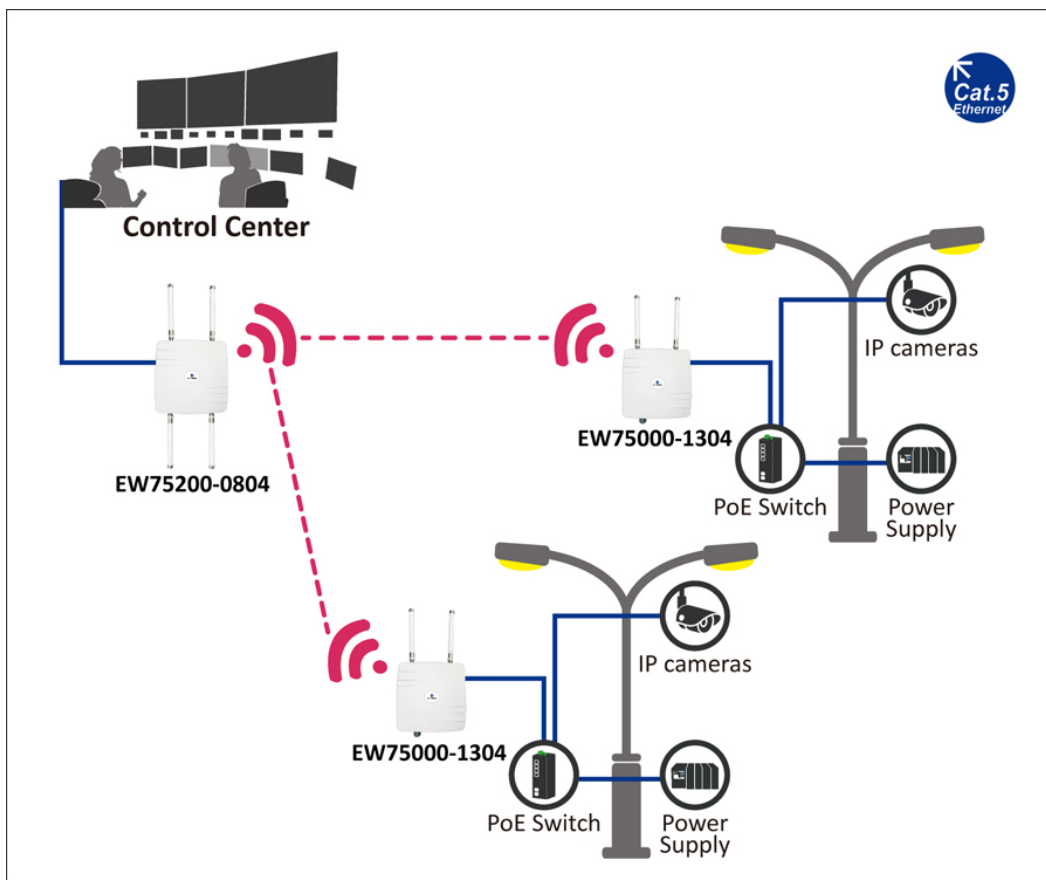 Cat.5
Ethernet
Control Center
IP cameras
EW75000-1304
EW75200-0804
PoE Switch
Power
Supply
IP cameras
EW75000-1304
PoE Switch
Power
Supply